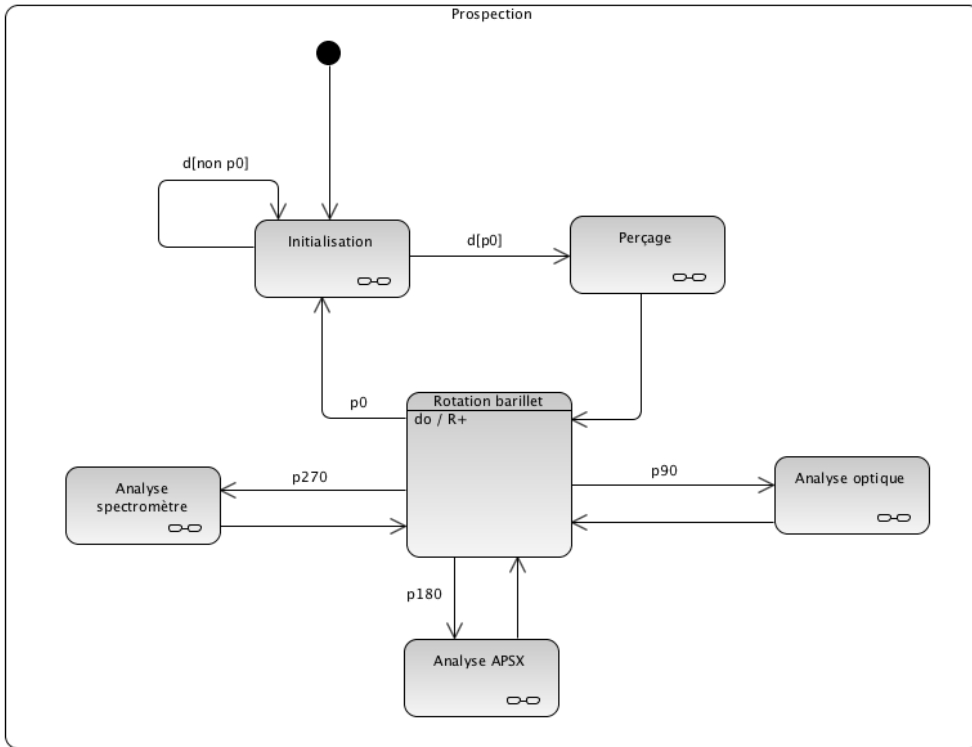 Prospection
d[non p0]
Initialisation
d[p0]
Perçage
p0
Rotation barillet
do / R+
p270
p90
Analyse
spectromètre
Analyse optique
p180
Analyse APSX